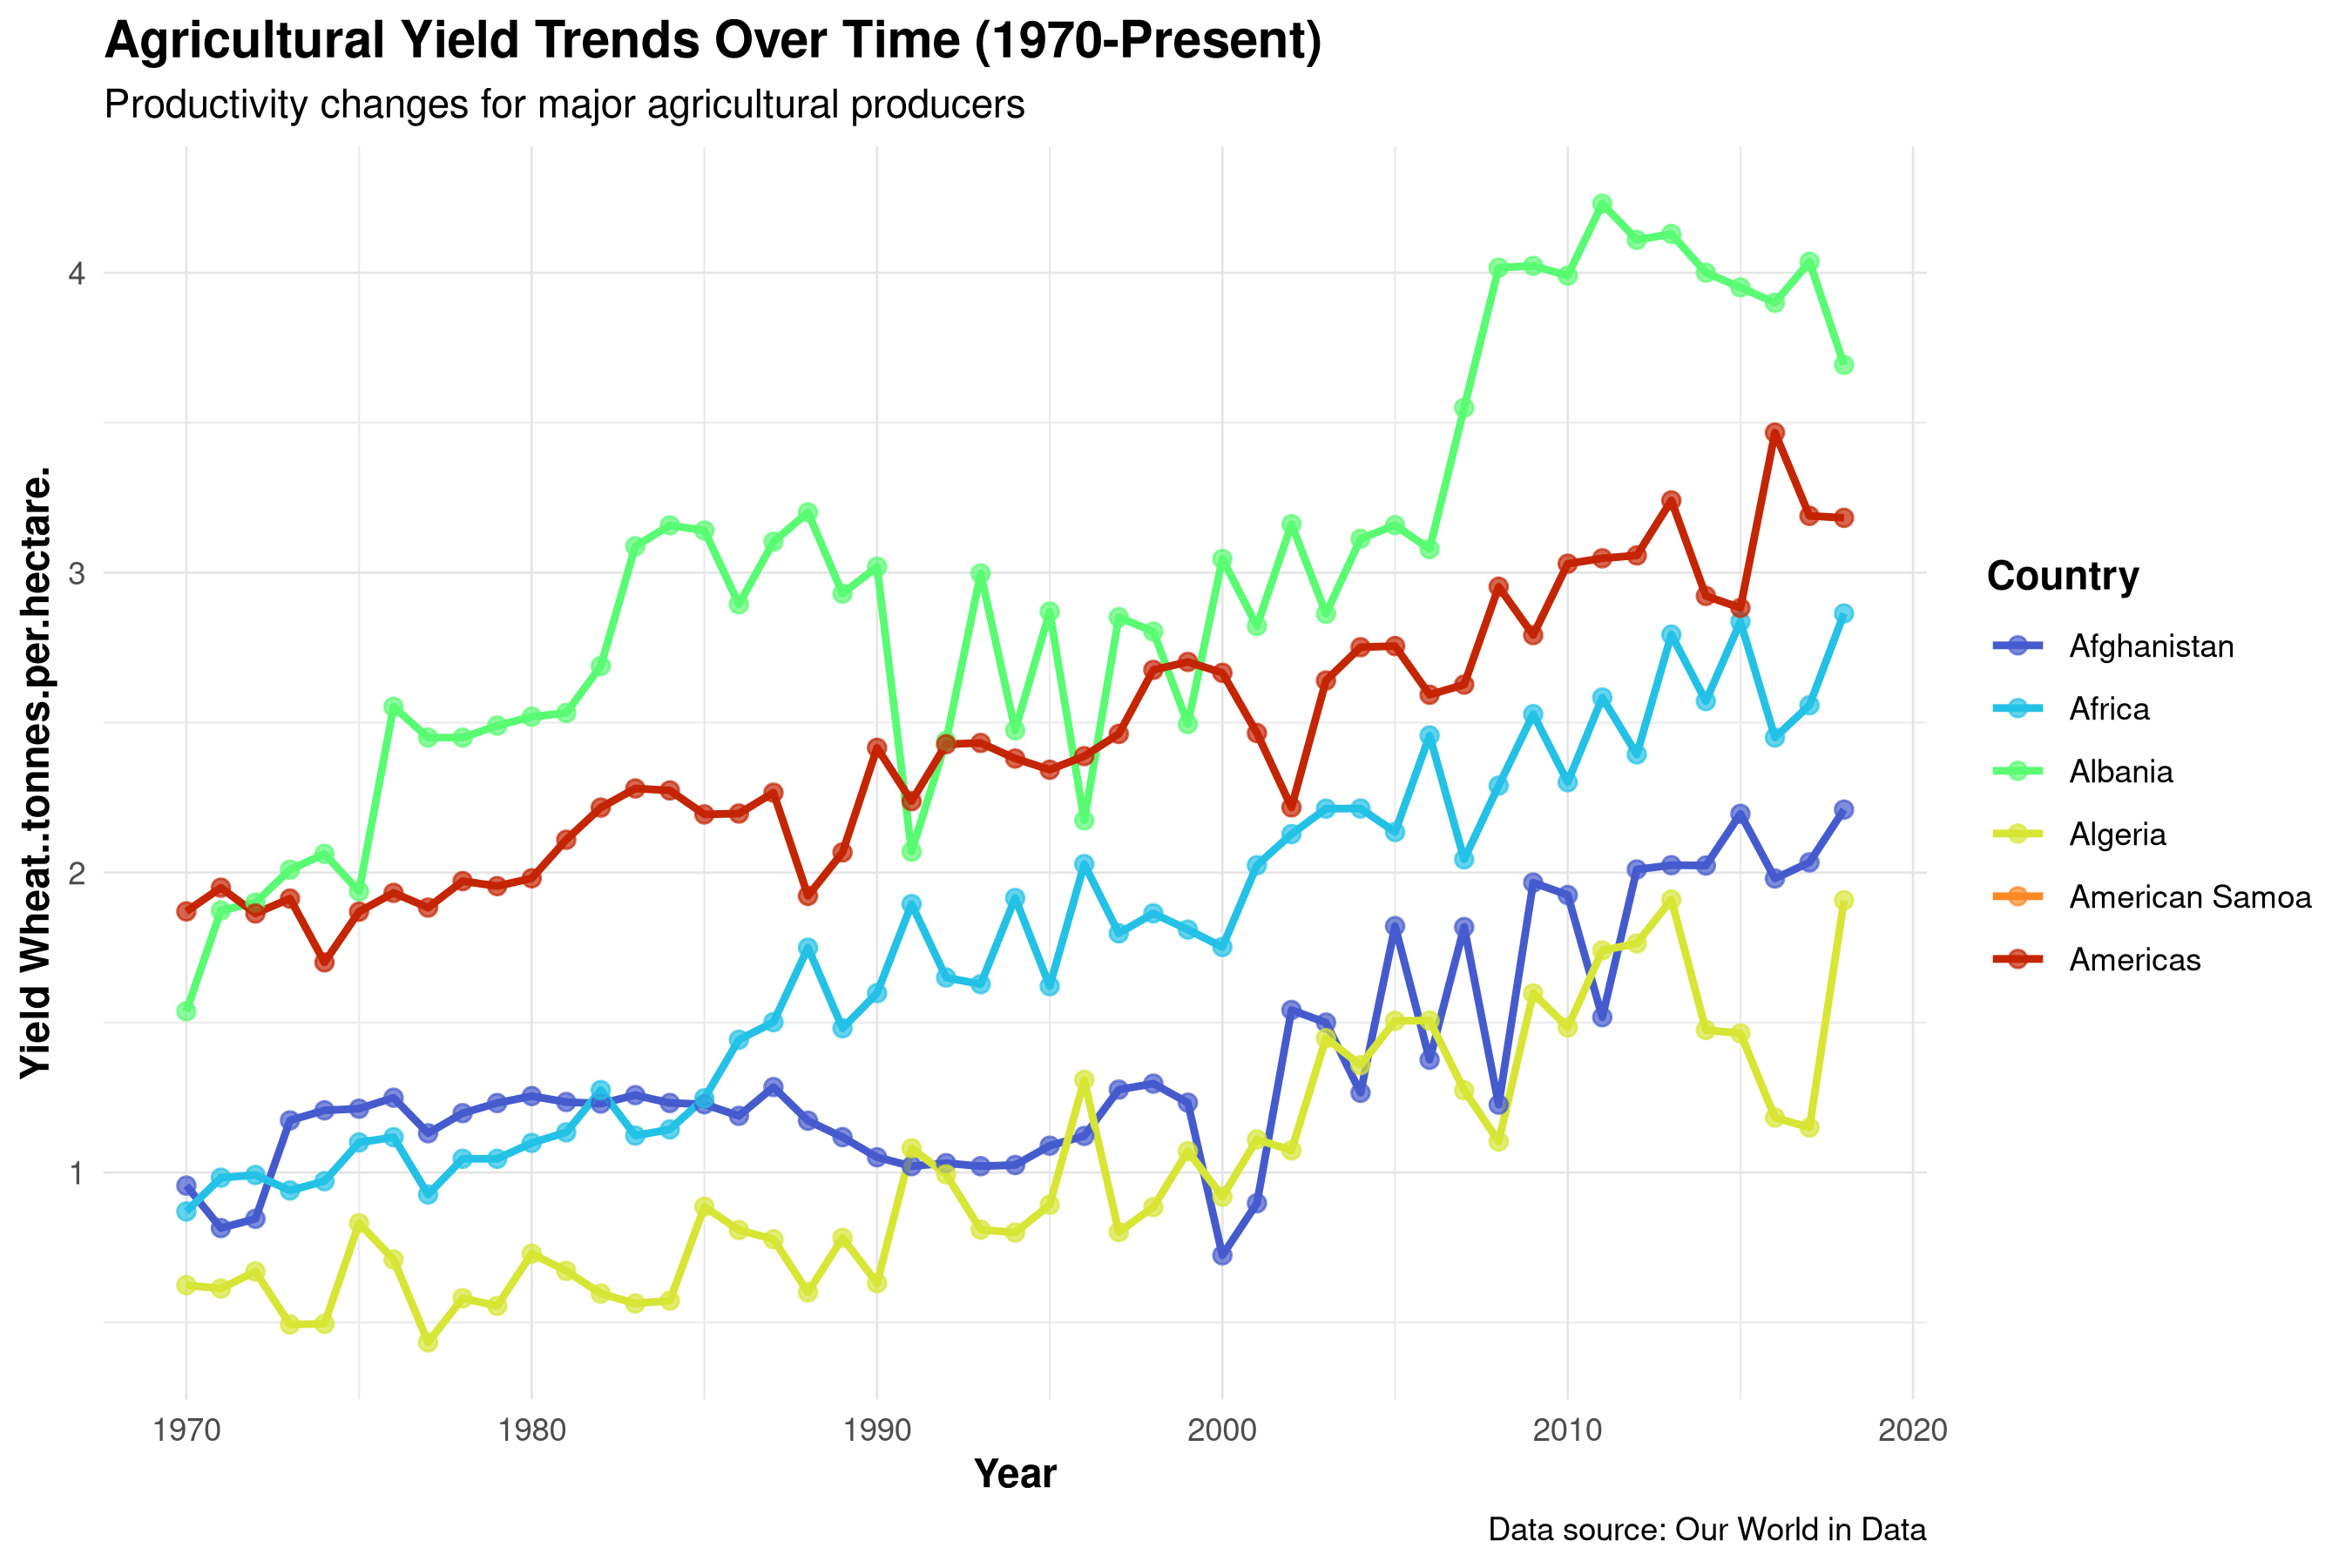 Agricultural Yield Trends Over Time (1970-Present)
Productivity changes for major agricultural producers
Yield Wheat..tonnes.per.hectare.
4
3
2
1
1970
1980
1990
2000
2010
2020
Year
Country
Afghanistan
Africa
Albania
Algeria
American Samoa
Americas
Data source: Our World in Data